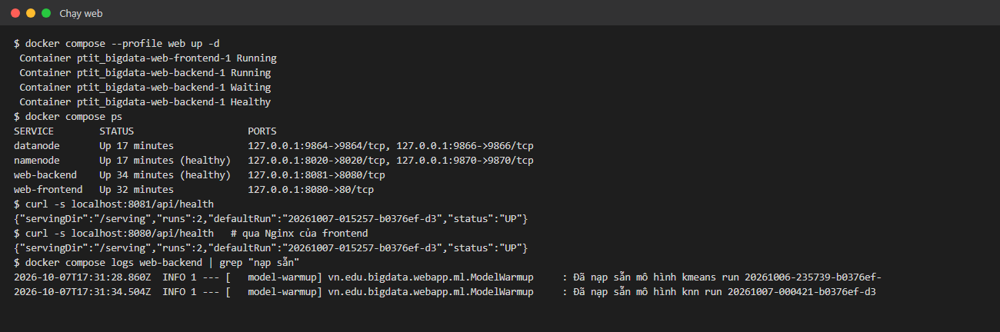 Chạy web
$ docker compose --profile web up -d
 Container ptit_bigdata-web-frontend-1 Running
 Container ptit_bigdata-web-backend-1 Running
 Container ptit_bigdata-web-backend-1 Waiting
 Container ptit_bigdata-web-backend-1 Healthy
$ docker compose ps
SERVICE        STATUS                    PORTS
datanode       Up 17 minutes             127.0.0.1:9864->9864/tcp, 127.0.0.1:9866->9866/tcp
namenode       Up 17 minutes (healthy)   127.0.0.1:8020->8020/tcp, 127.0.0.1:9870->9870/tcp
web-backend    Up 34 minutes (healthy)   127.0.0.1:8081->8080/tcp
web-frontend   Up 32 minutes             127.0.0.1:8080->80/tcp
$ curl -s localhost:8081/api/health
{"servingDir":"/serving","runs":2,"defaultRun":"20261007-015257-b0376ef-d3","status":"UP"}
$ curl -s localhost:8080/api/health   # qua Nginx của frontend
{"servingDir":"/serving","runs":2,"defaultRun":"20261007-015257-b0376ef-d3","status":"UP"}
$ docker compose logs web-backend | grep "nạp sẵn"
2026-10-07T17:31:28.860Z  INFO 1 --- [   model-warmup] vn.edu.bigdata.webapp.ml.ModelWarmup     : Đã nạp sẵn mô hình kmeans run 20261006-235739-b0376ef-
2026-10-07T17:31:34.504Z  INFO 1 --- [   model-warmup] vn.edu.bigdata.webapp.ml.ModelWarmup     : Đã nạp sẵn mô hình knn run 20261007-000421-b0376ef-d3